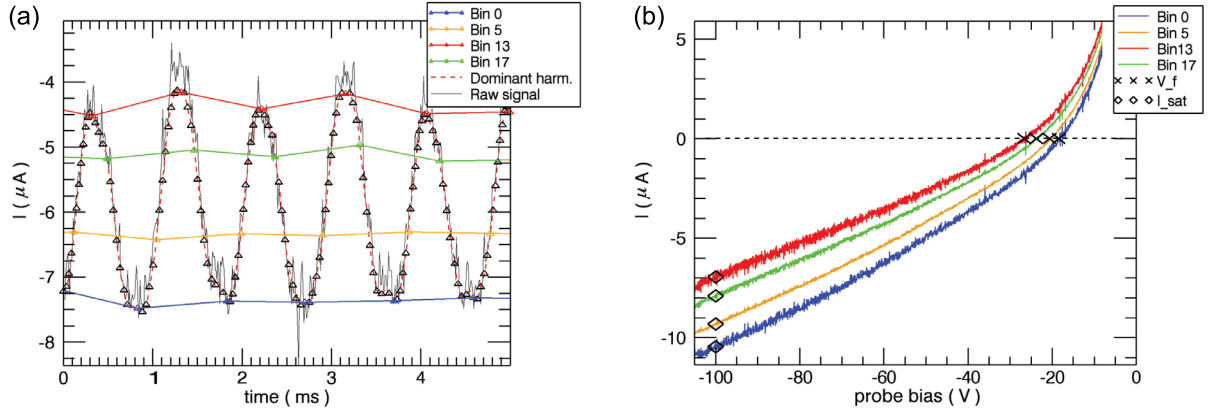 (a)
Bin 0
Bin 5
Bin 13
Bin 17
Dominant harm.
Raw signal
-4
-5
-6
-7
-8
I ( μA )
0
1
2
3
4
time ( ms )
(b)
Bin 0
Bin 5
Bin13
Bin 17
V_f
I_sat
5
0
-5
-10
I ( μA )
-100
-80
-60
-40
-20
0
probe bias ( V )